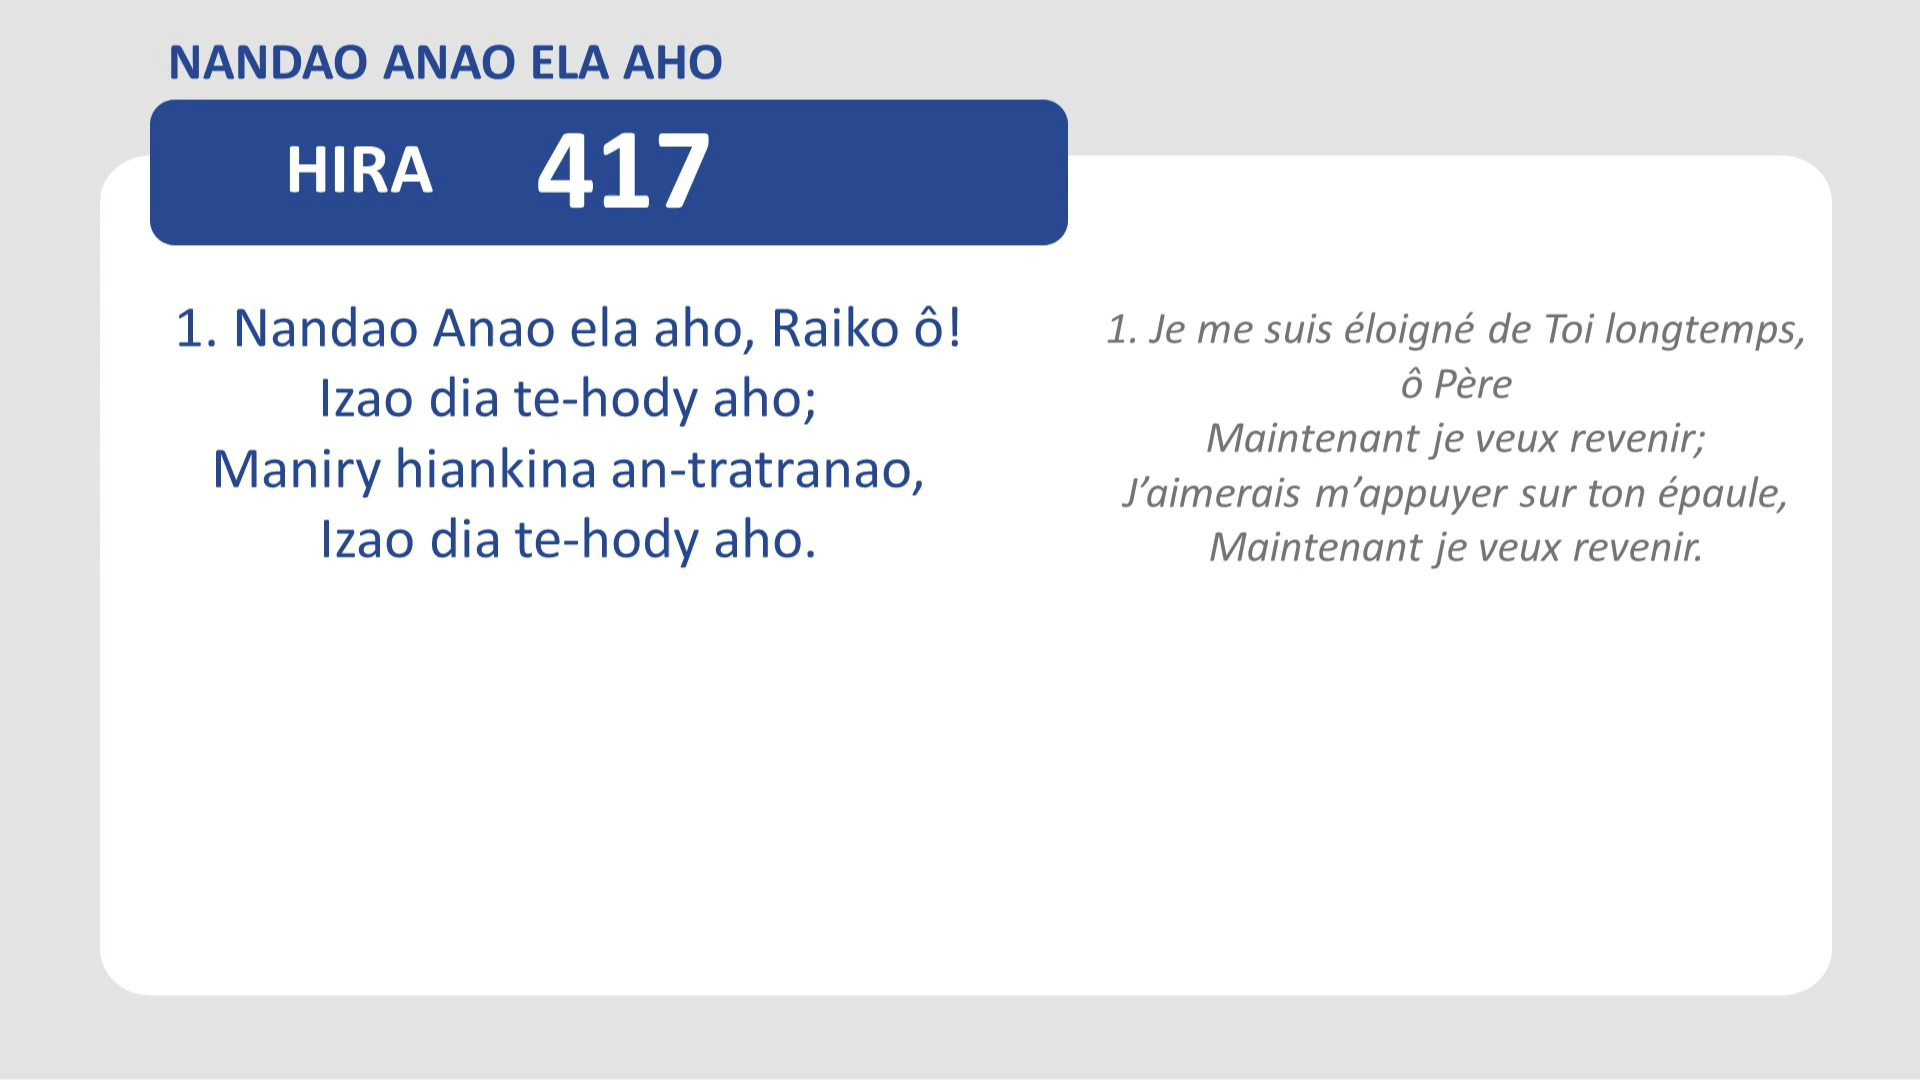 NANDAO ANAO ELA AHO
HIRA 417
1. Nandao Anao ela aho, Raiko ô!
Izao dia te-hody aho;
Maniry hiankina an-tratranao,
Izao dia te-hody aho.
1. Je me suis éloigné de Toi longtemps,
ô Père
Maintenant je veux revenir;
J’aimerais m’appuyer sur ton épaule,
Maintenant je veux revenir.